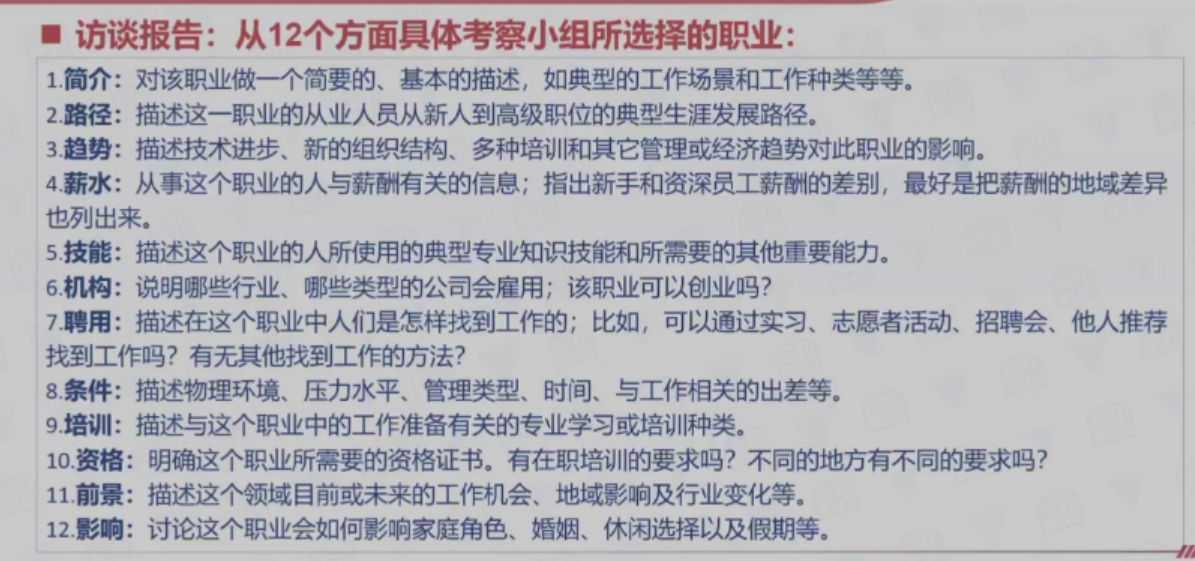 ■ 访谈报告：从12个方面具体考察小组所选择的职业：
1.简介：对该职业做一个简要的、基本的描述，如典型的工作场景和工作种类等等。
2.路径：描述这一职业的从业人员从新人到高级职位的典型生涯发展路径。
3.趋势：描述技术进步、新的组织结构、多种培训和其它管理或经济趋势对此职业的影响。
4.薪水：从事这个职业的人与薪酬有关的信息；指出新手和资深员工薪酬的差别，最好是把薪酬的地域差异
也列出来。
5.技能：描述这个职业的人所使用的典型专业知识技能和所需要的其他重要能力。
6.机构：说明哪些行业、哪些类型的公司会雇用；该职业可以创业吗？
7.聘用：描述在这个职业中人们是怎样找到工作的；比如，可以通过实习、志愿者活动、招聘会、他人推荐
找到工作吗？有无其他找到工作的方法？
8.条件：描述物理环境、压力水平、管理类型、时间、与工作相关的出差等。
9.培训：描述与这个职业中的工作准备有关的专业学习或培训种类。
10.资格：明确这个职业所需要的资格证书。有在职培训的要求吗？不同的地方有不同的要求吗？
11.前景：描述这个领域目前或未来的工作机会、地域影响及行业变化等。
12.影响：讨论这个职业会如何影响家庭角色、婚姻、休闲选择以及假期等。